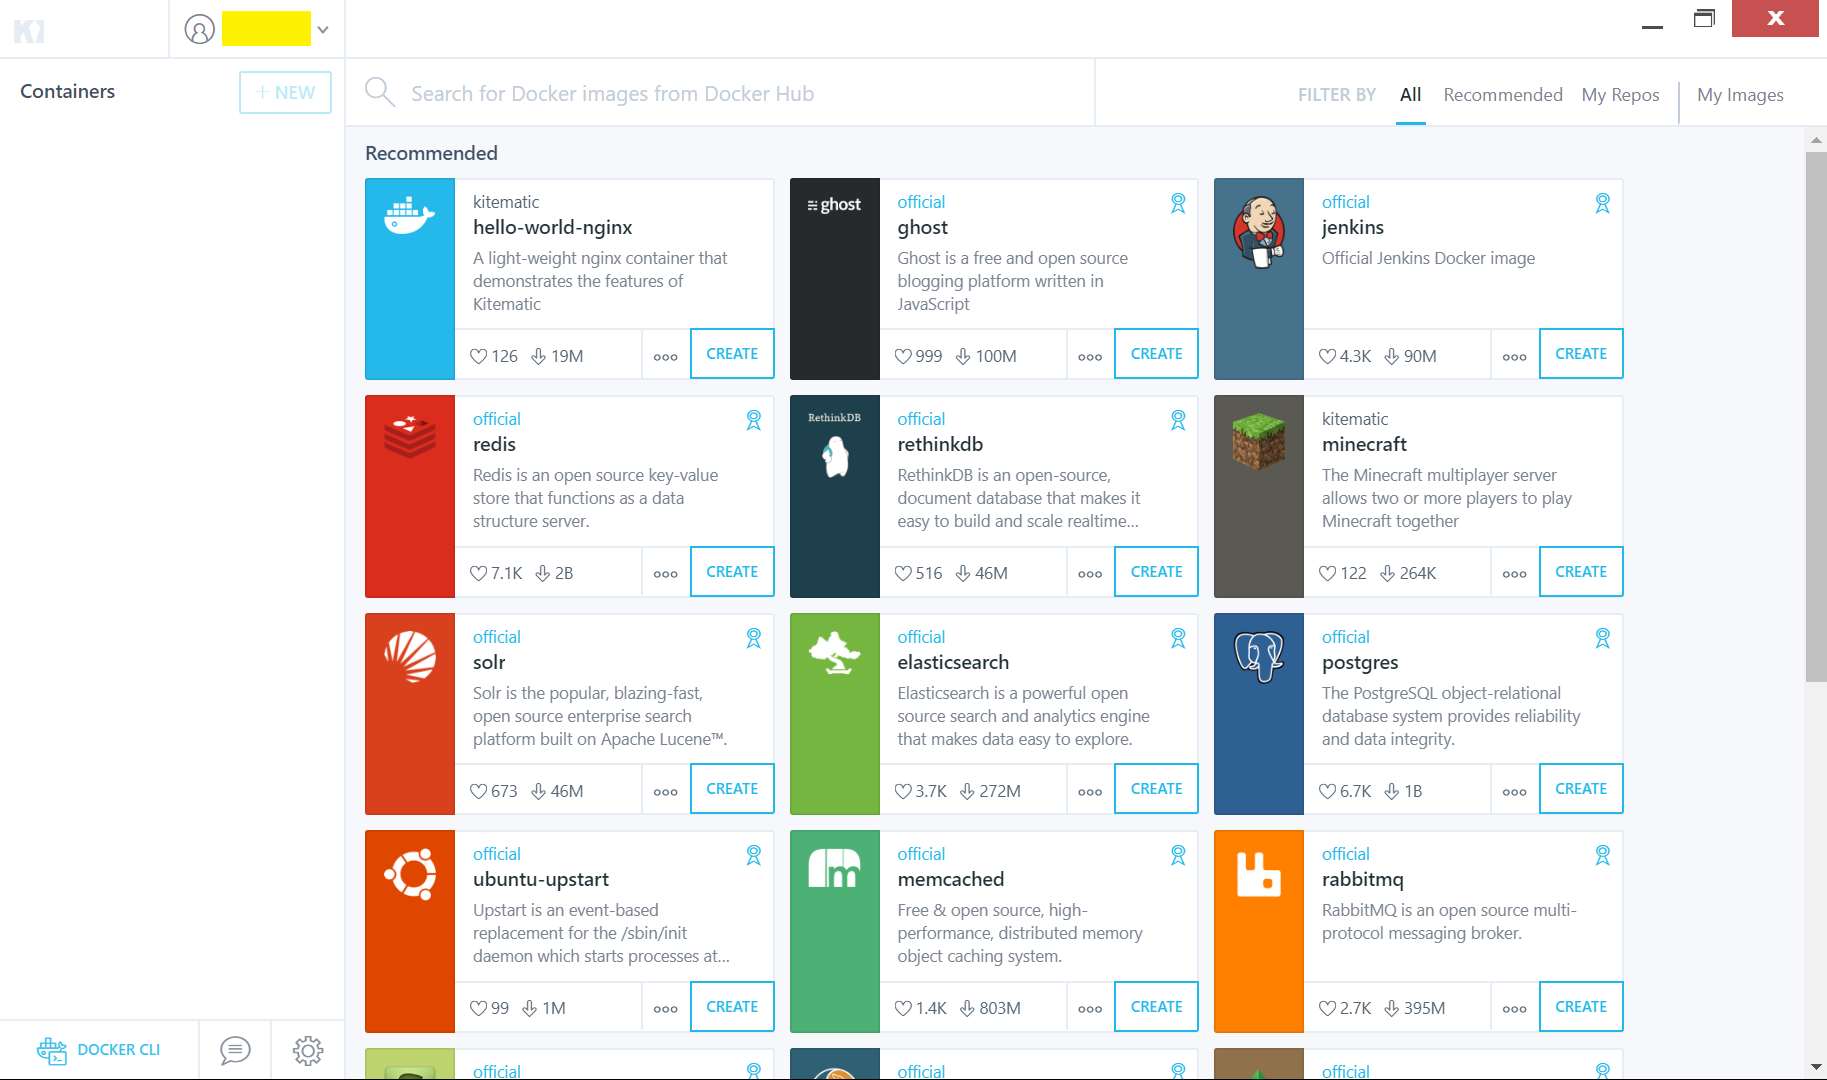 Containers
+ NEW
Search for Docker images from Docker Hub
FILTER BY All Recommended My Repos My Images
Recommended
kitematic
hello-world-nginx
A light-weight nginx container that
demonstrates the features of
Kitematic
126 19M
CREATE
ghost
official
ghost
Ghost is a free and open source
blogging platform written in
JavaScript
999 100M
CREATE
official
jenkins
Official Jenkins Docker image
4.3K 90M
CREATE
official
redis
Redis is an open source key-value
store that functions as a data
structure server.
7.1K 2B
CREATE
RethinkDB
official
rethinkdb
RethinkDB is an open-source,
document database that makes it
easy to build and scale realtime...
516 46M
CREATE
kitematic
minecraft
The Minecraft multiplayer server
allows two or more players to play
Minecraft together
122 264K
CREATE
official
solr
Solr is the popular, blazing-fast,
open source enterprise search
platform built on Apache Lucene™.
673 46M
CREATE
official
elasticsearch
Elasticsearch is a powerful open
source search and analytics engine
that makes data easy to explore.
3.7K 272M
CREATE
official
postgres
The PostgreSQL object-relational
database system provides reliability
and data integrity.
6.7K 1B
CREATE
official
ubuntu-upstart
Upstart is an event-based
replacement for the /sbin/init
daemon which starts processes at...
99 1M
CREATE
m
official
memcached
Free & open source, high-
performance, distributed memory
object caching system.
1.4K 803M
CREATE
official
rabbitmq
RabbitMQ is an open source multi-
protocol messaging broker.
2.7K 395M
CREATE
official
official
official
DOCKER CLI